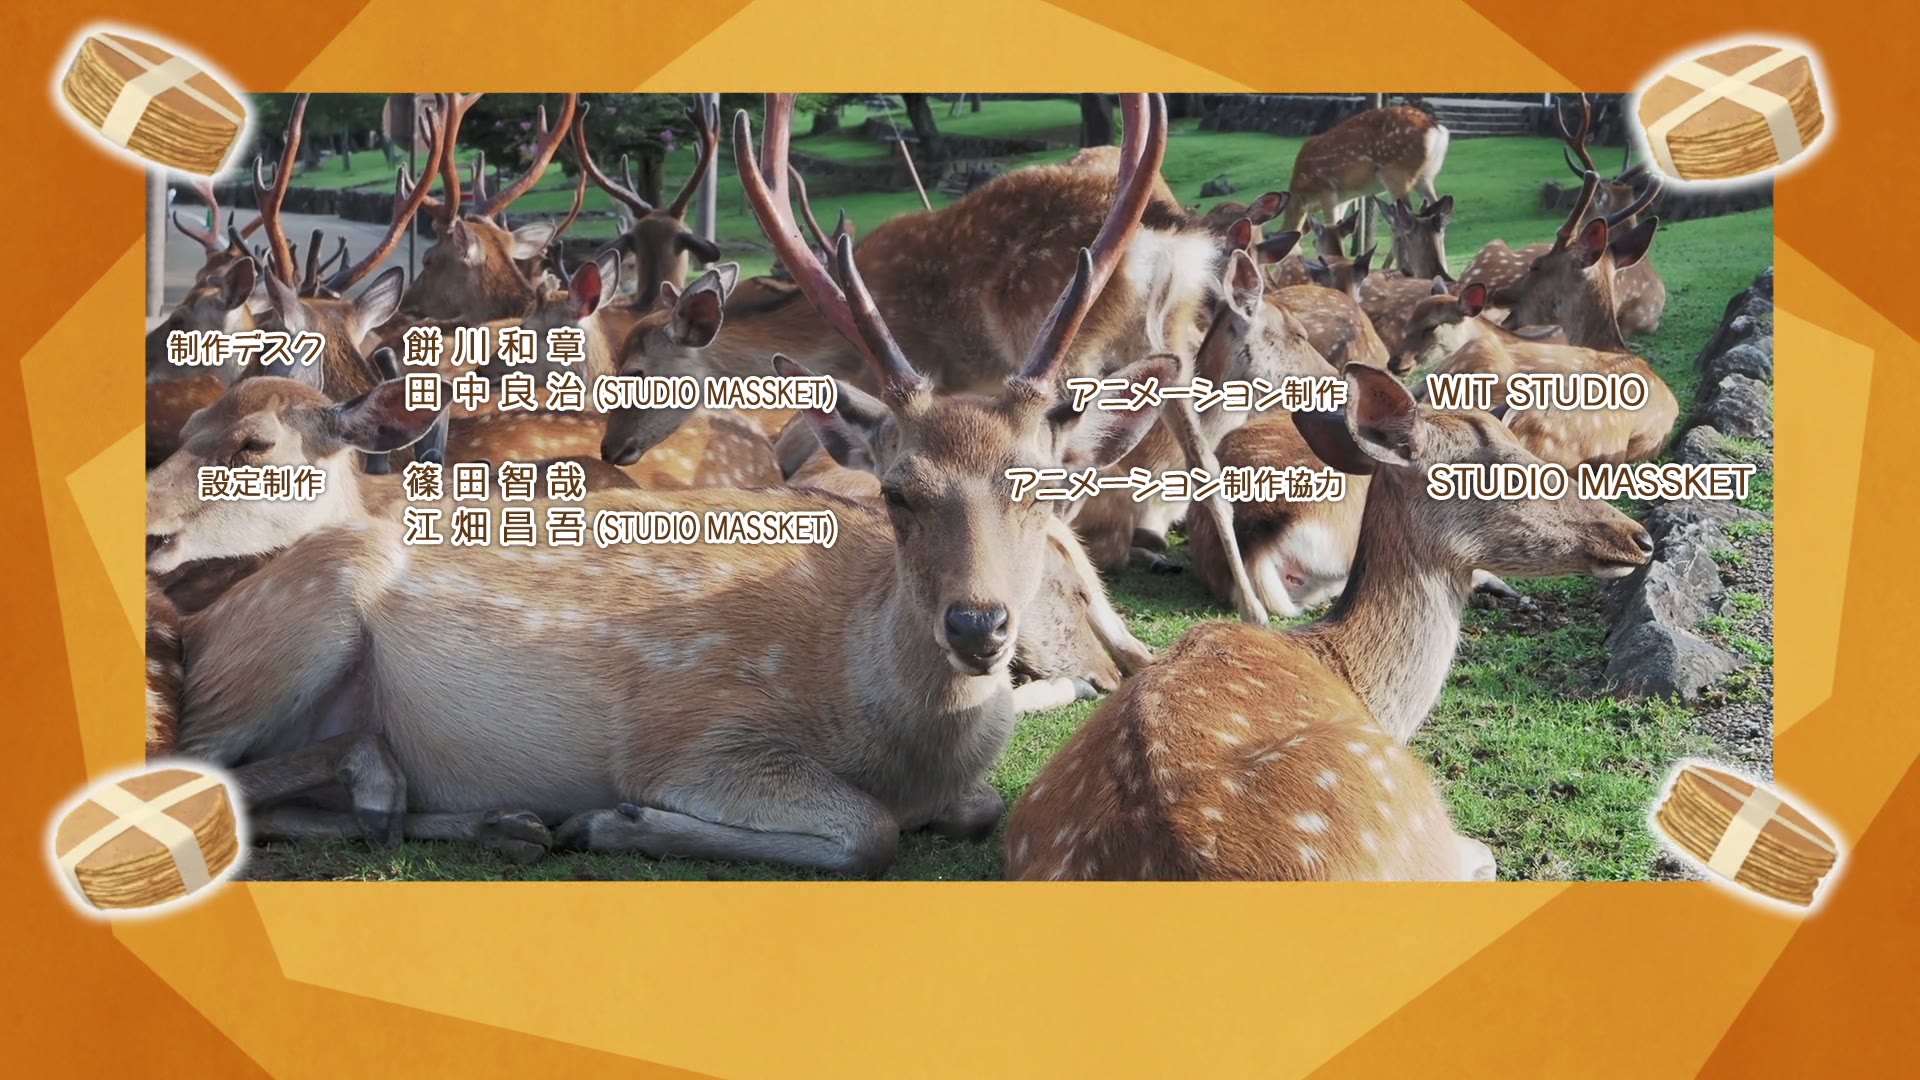 制作デスク 餅川和章
田中良治(STUDIO MASSKET)
設定制作 篠田智哉
江畑昌吾(STUDIO MASSKET)
アニメーション制作 WIT STUDIO
アニメーション制作協力 STUDIO MASSKET